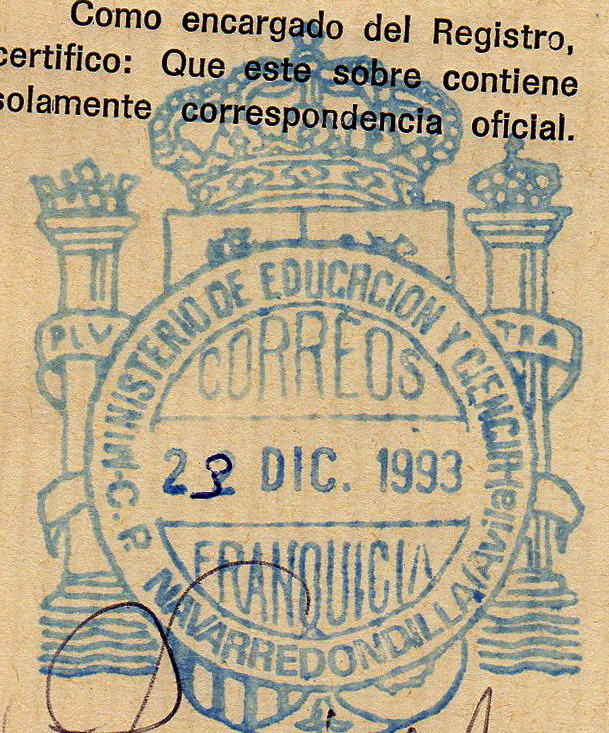 Como encargado del Registro,
certifico: Que este sobre contiene
solamente correspondencia oficial.
PLV
TRA
MINISTERIO DE EDUCACION Y CIENCIA
CORREOS
DIC. 1993
FRANQUICIA
C. P. NAVARREDONDILLA (Avila)